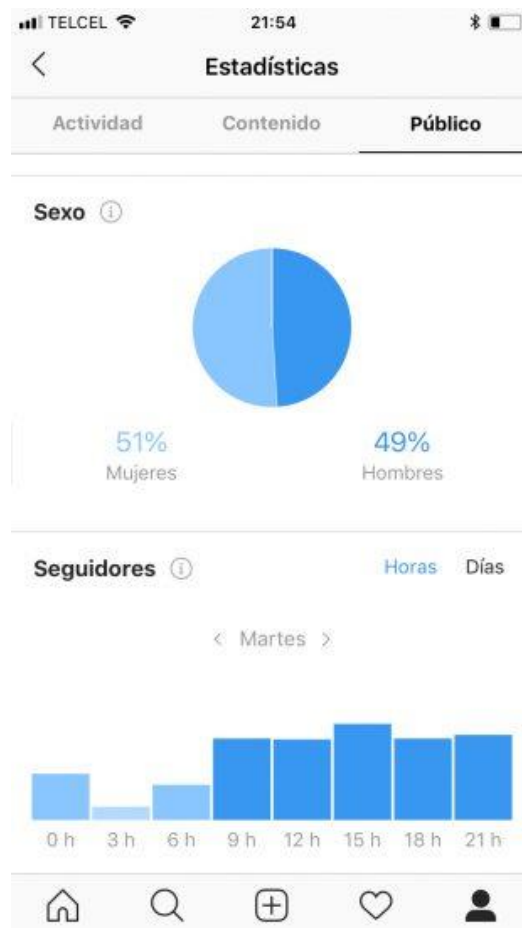 TELCEL 21:54
Estadísticas
Actividad Contenido Público
Sexo
51% 49%
Mujeres Hombres
Seguidores Horas Días
< Martes >
0 h 3 h 6 h 9 h 12 h 15 h 18 h 21 h